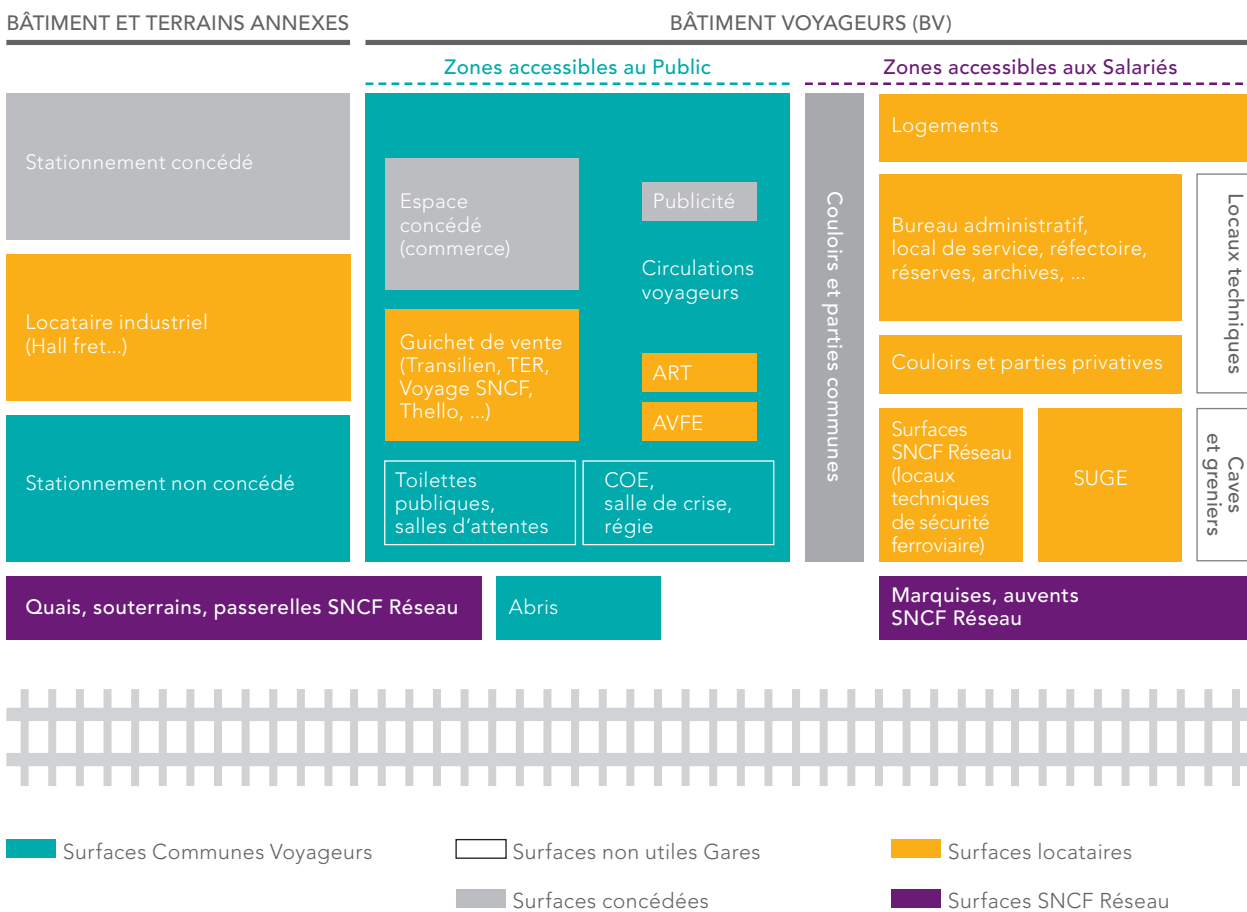 BÂTIMENT ET TERRAINS ANNEXES
BÂTIMENT VOYAGEURS (BV)
Zones accessibles au Public
Zones accessibles aux Salariés
Stationnement concédé
Locataire industriel
(Hall fret...)
Stationnement non concédé
Espace
concédé
(commerce)
Publicité
Circulations
voyageurs
Guichet de vente
(Transilien, TER,
Voyage SNCF,
Thello, ...)
ART
AVFE
Toilettes
publiques,
salles d'attentes
COE,
salle de crise,
régie
Couloirs et parties communes
Logements
Bureau administratif,
local de service, réfectoire,
réserves, archives, ...
Locaux techniques
Couloirs et parties privatives
Surfaces
SNCF Réseau
(locaux
techniques
de sécurité
ferroviaire)
SUGE
Caves
et greniers
Quais, souterrains, passerelles SNCF Réseau
Abris
Marquises, auvents
SNCF Réseau
Surfaces Communes Voyageurs
Surfaces non utiles Gares
Surfaces locataires
Surfaces concédées
Surfaces SNCF Réseau